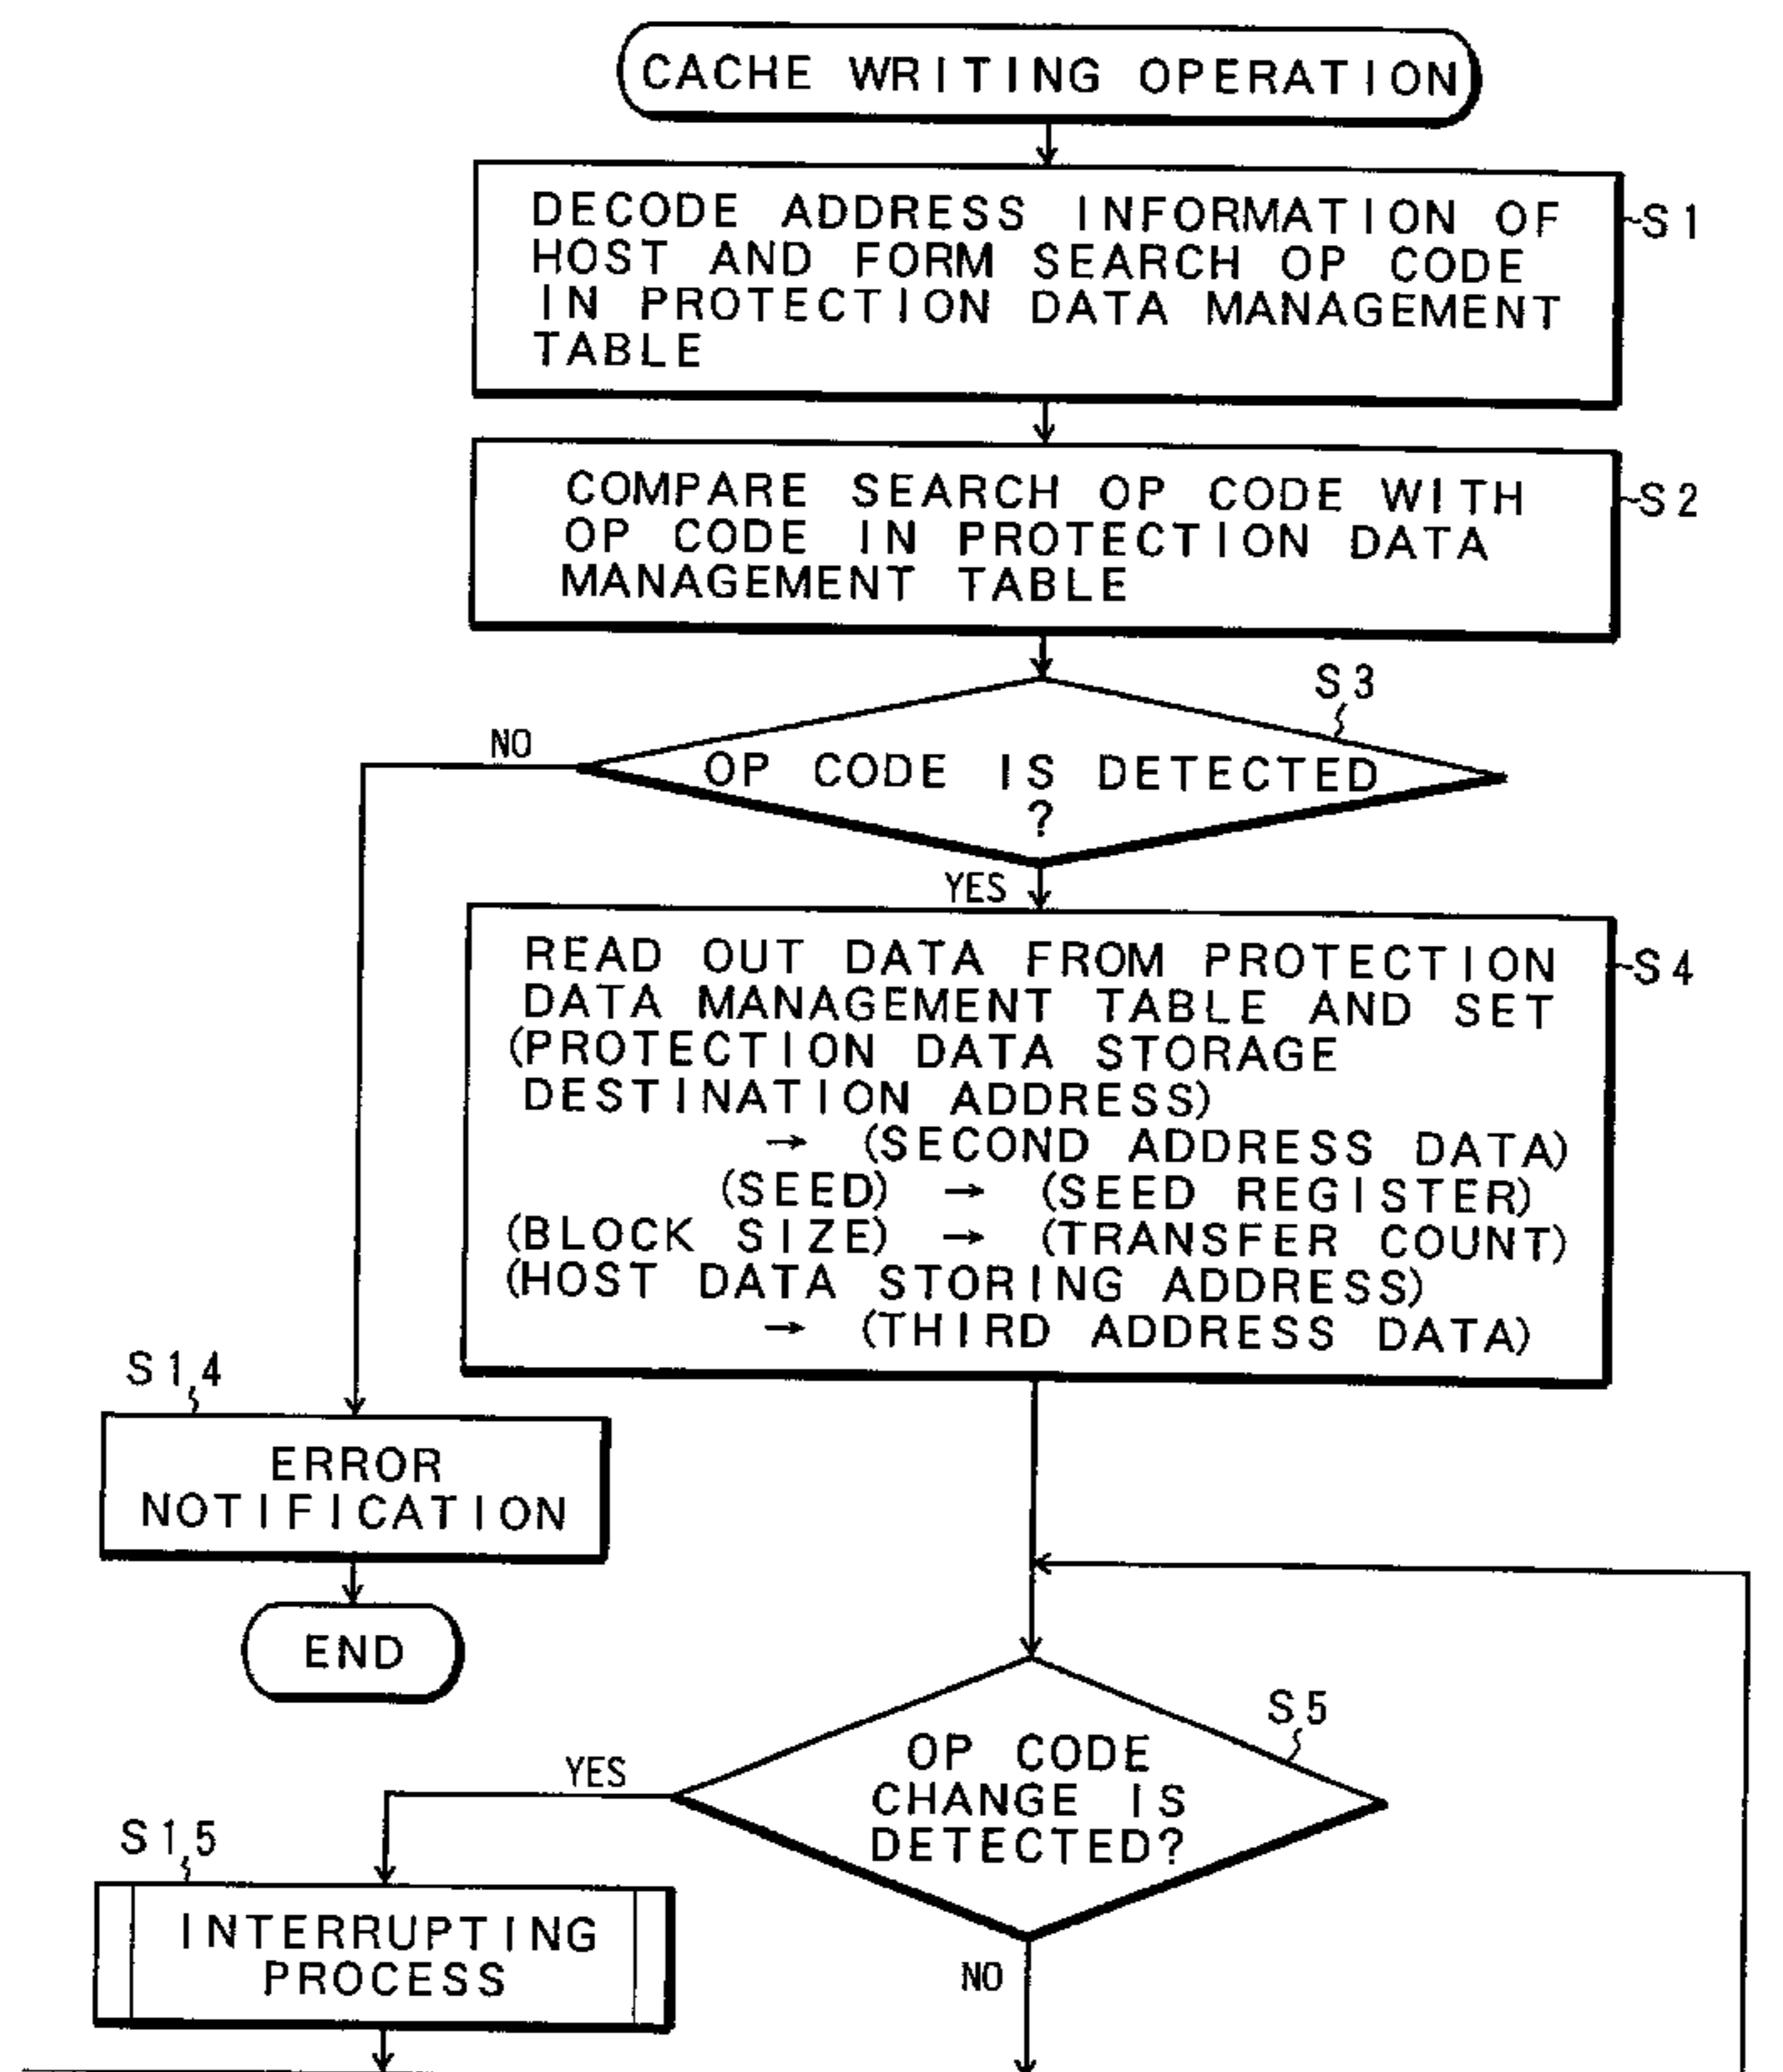 CACHE WRITING OPERATION
DECODE ADDRESS INFORMATION OF
HOST AND FORM SEARCH OP CODE
IN PROTECTION DATA MANAGEMENT
TABLE
S1
COMPARE SEARCH OP CODE WITH
OP CODE IN PROTECTION DATA
MANAGEMENT TABLE
S2
S3
NO
OP CODE IS DETECTED
?
YES
READ OUT DATA FROM PROTECTION
DATA MANAGEMENT TABLE AND SET
(PROTECTION DATA STORAGE
DESTINATION ADDRESS)
→ (SECOND ADDRESS DATA)
(SEED) → (SEED REGISTER)
(BLOCK SIZE) → (TRANSFER COUNT)
(HOST DATA STORING ADDRESS)
→ (THIRD ADDRESS DATA)
S4
S14
ERROR
NOTIFICATION
END
S5
OP CODE
CHANGE IS
DETECTED?
YES
S15
INTERRUPTING
PROCESS
NO